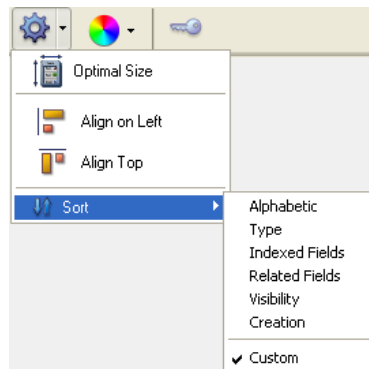 Optimal Size
Align on Left
Align Top
Sort
Alphabetic
Type
Indexed Fields
Related Fields
Visibility
Creation
Custom